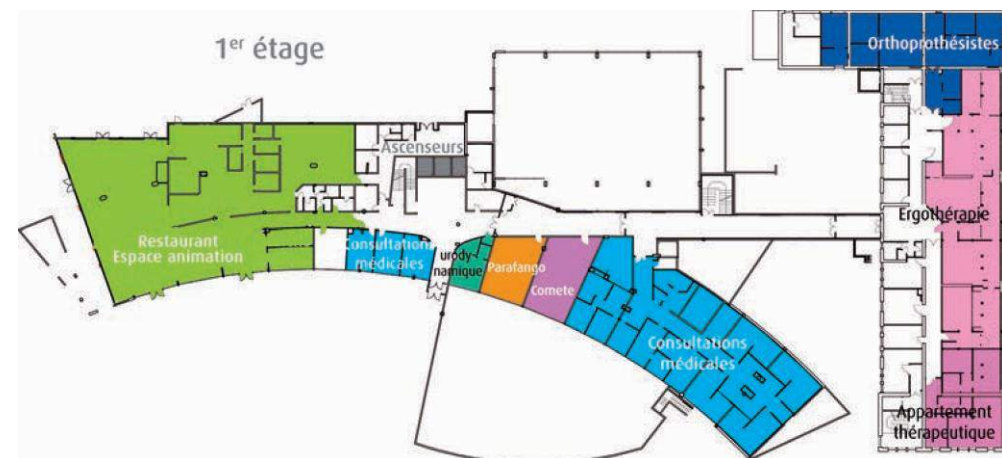 1er étage
Orthoprothésistes
Ascenseurs
Ergothérapie
Restaurant
Espace animation
Consultations
médicales
urody
namique
Parafango
Comete
Consultations
médicales
Appartement
thérapeutique